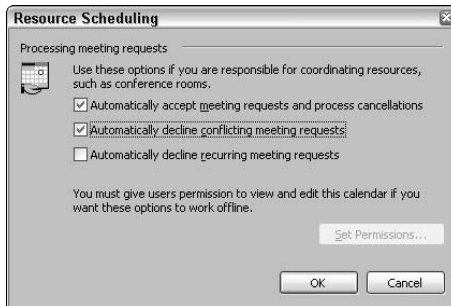 Resource Scheduling
Processing meeting requests
Use these options if you are responsible for coordinating resources,
such as conference rooms.
Automatically accept meeting requests and process cancellations
Automatically decline conflicting meeting requests
Automatically decline recurring meeting requests
You must give users permission to view and edit this calendar if you
want these options to work offline.
Set Permissions...
OK
Cancel